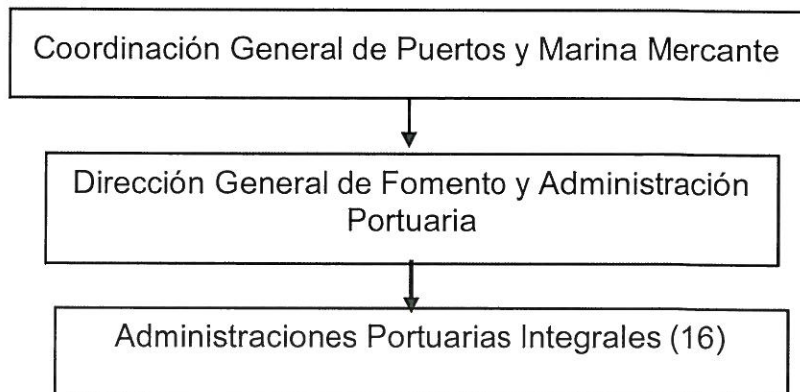 Coordinación General de Puertos y Marina Mercante
Dirección General de Fomento y Administración
Portuaria
Administraciones Portuarias Integrales (16)